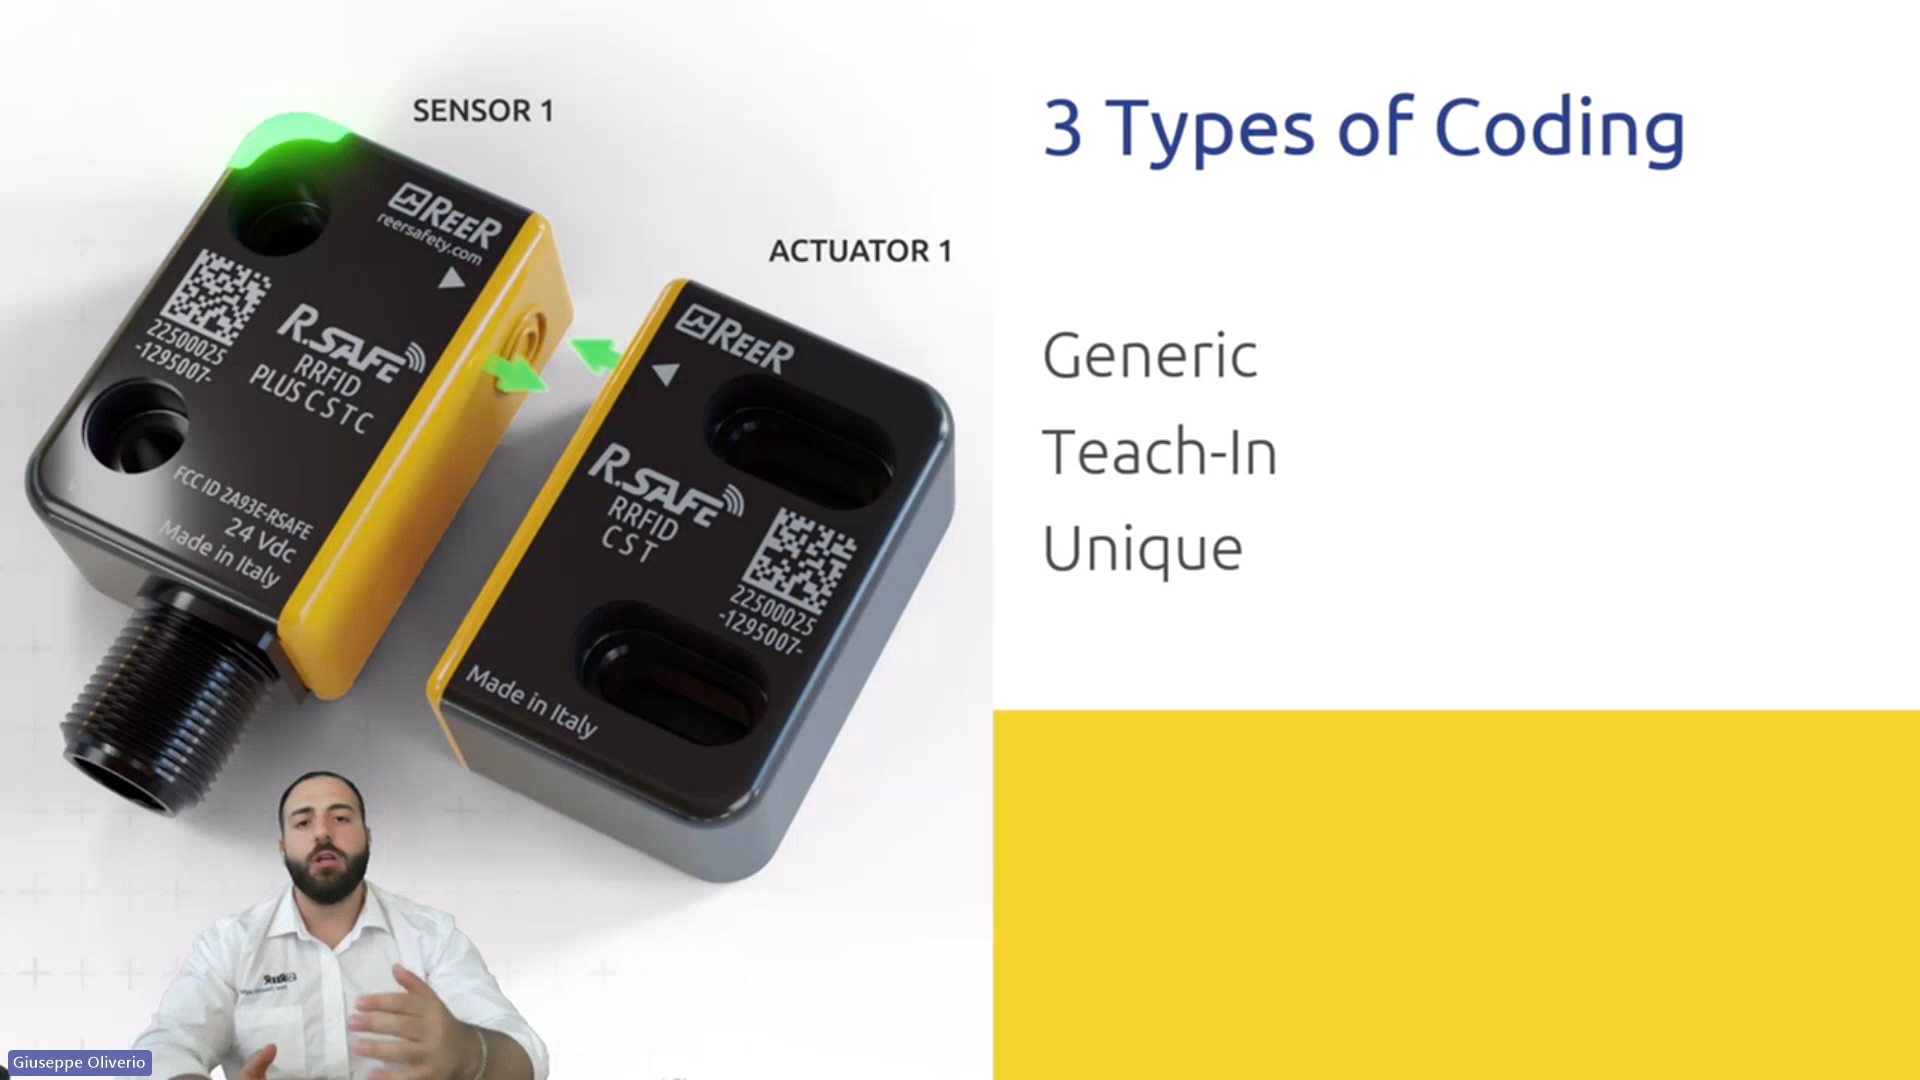 SENSOR 1
REER
reersafety.com
22500025
-1295007-
R.SAFE
RRFID
PLUS C S T C
FCC ID 2A93E-RSAFE
24 Vdc
Made in Italy
ACTUATOR 1
REER
R.SAFE
RRFID
C S T
22500025
-1295007-
Made in Italy
3 Types of Coding
Generic
Teach-In
Unique
Giuseppe Oliverio